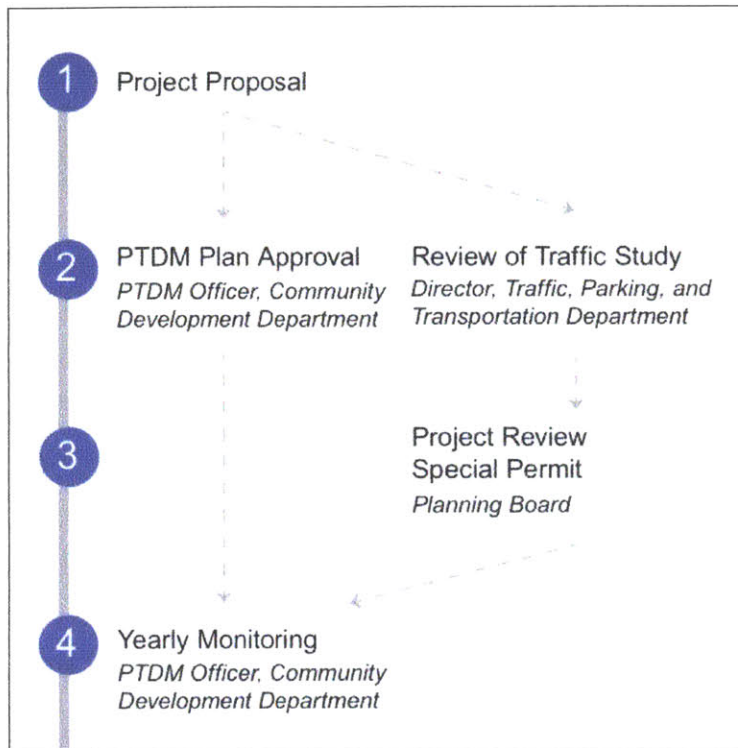 1
Project Proposal
2
PTDM Plan Approval
PTDM Officer, Community
Development Department
Review of Traffic Study
Director, Traffic, Parking, and
Transportation Department
3
Project Review
Special Permit
Planning Board
4
Yearly Monitoring
PTDM Officer, Community
Development Department